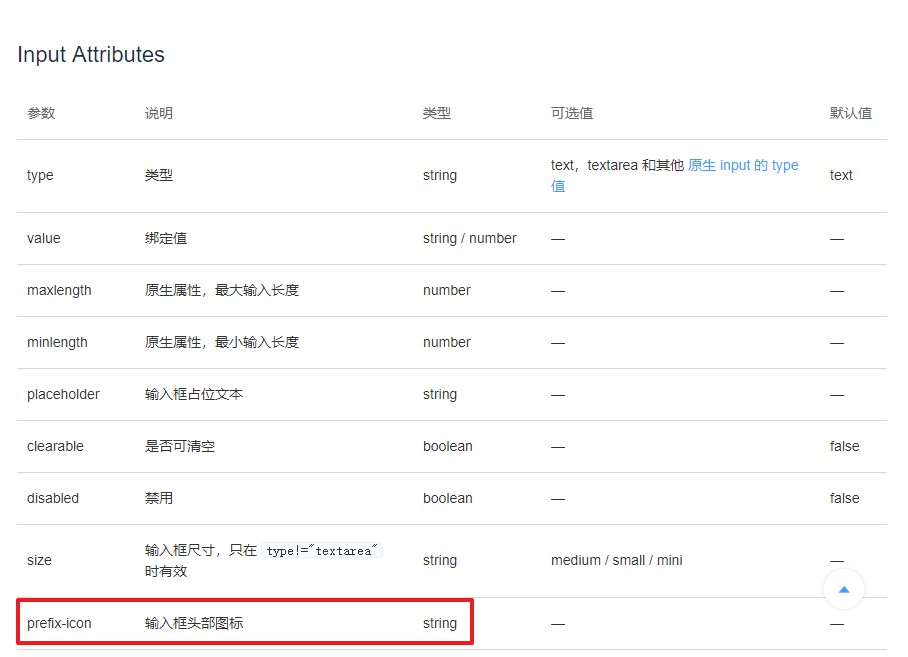 Input Attributes
参数 说明 类型 可选值 默认值
type 类型 string text，textarea 和其他 原生 input 的 type 值 text
value 绑定值 string / number — —
maxlength 原生属性，最大输入长度 number — —
minlength 原生属性，最小输入长度 number — —
placeholder 输入框占位文本 string — —
clearable 是否可清空 boolean — false
disabled 禁用 boolean — false
size 输入框尺寸，只在 type!="textarea" 时有效 string medium / small / mini —
prefix-icon 输入框头部图标 string — —